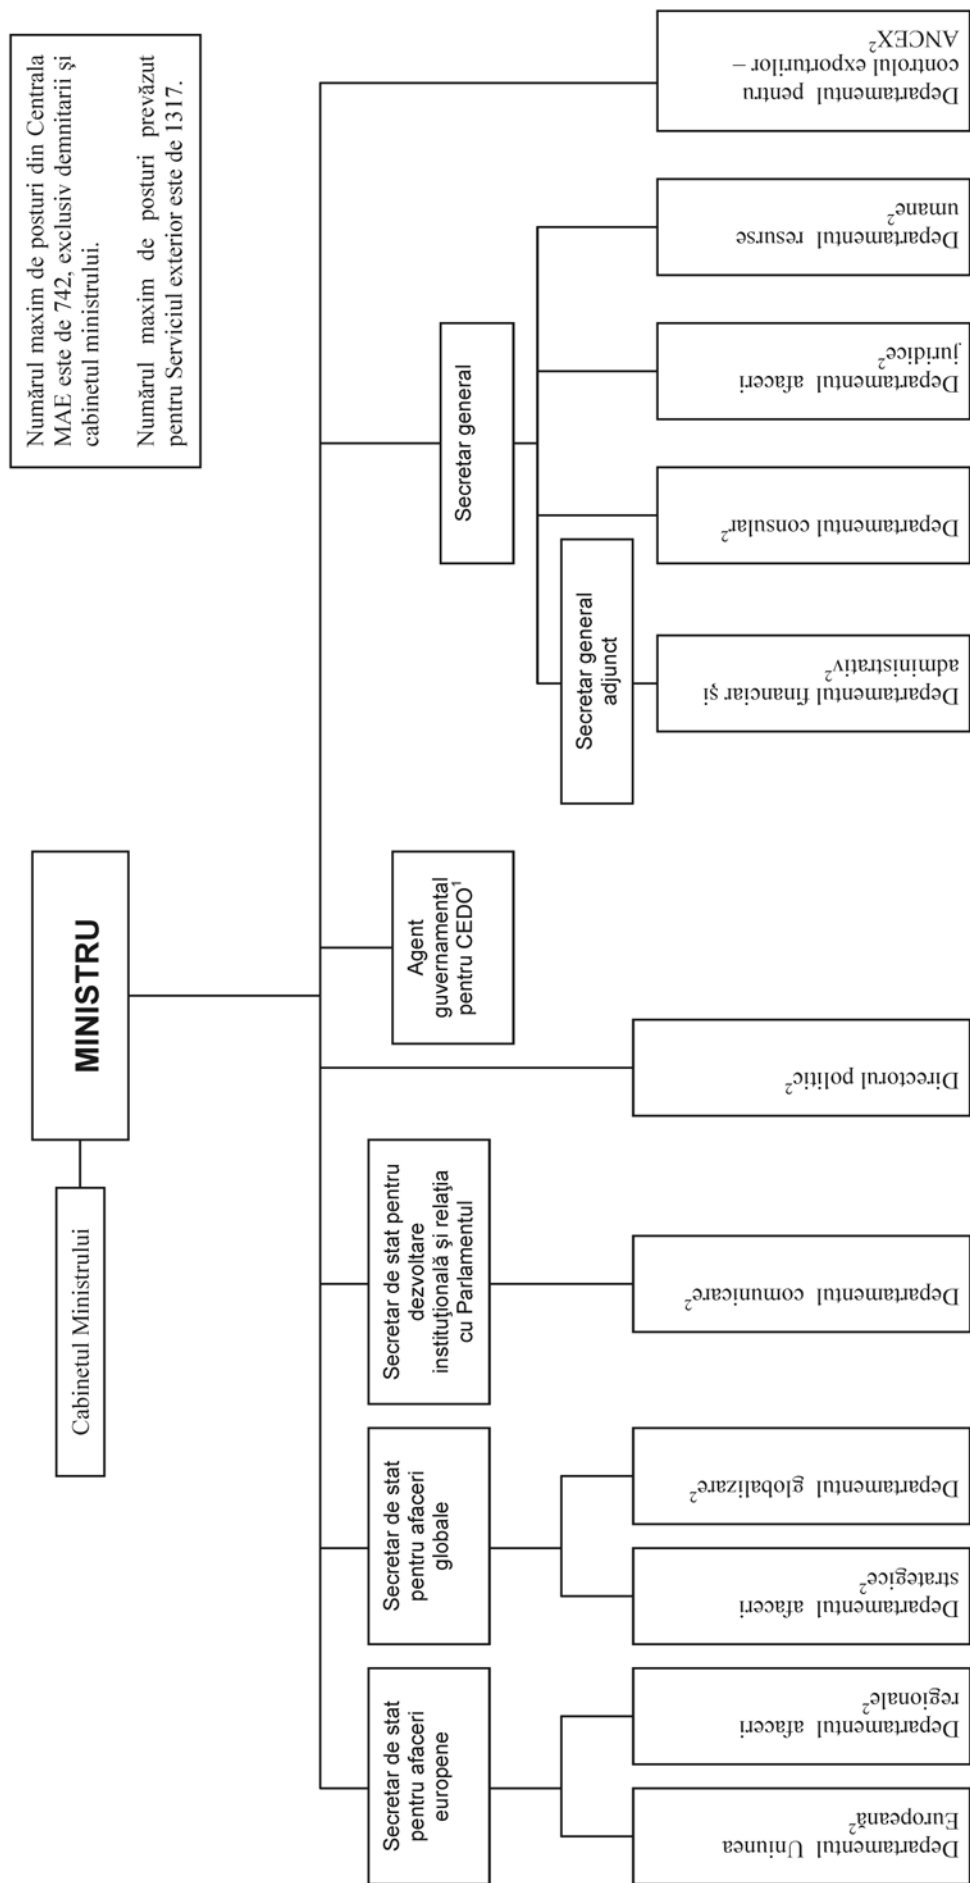 Numărul maxim de posturi din Centrala
MAE este de 742, exclusiv demnitarii şi
cabinetul ministrului.
Numărul maxim de posturi prevăzut
pentru Serviciul exterior este de 1317.
MINISTRU
Cabinetul Ministrului
Secretar de stat
pentru afaceri
europene
Secretar de stat
pentru afaceri
globale
Secretar de stat pentru
dezvoltare
instituţională şi relaţia
cu Parlamentul
Agent
guvernamental
pentru CEDO¹
Secretar general
Secretar general
adjunct
Departamentul Uniunea
Europeană²
Departamentul afaceri
regionale²
Departamentul afaceri
strategice²
Departamentul globalizare²
Departamentul comunicare²
Directorul politic²
Departamentul financiar şi
administrativ²
Departamentul consular²
Departamentul afaceri
juridice²
Departamentul resurse
umane²
Departamentul pentru
controlul exporturilor –
ANCEX²